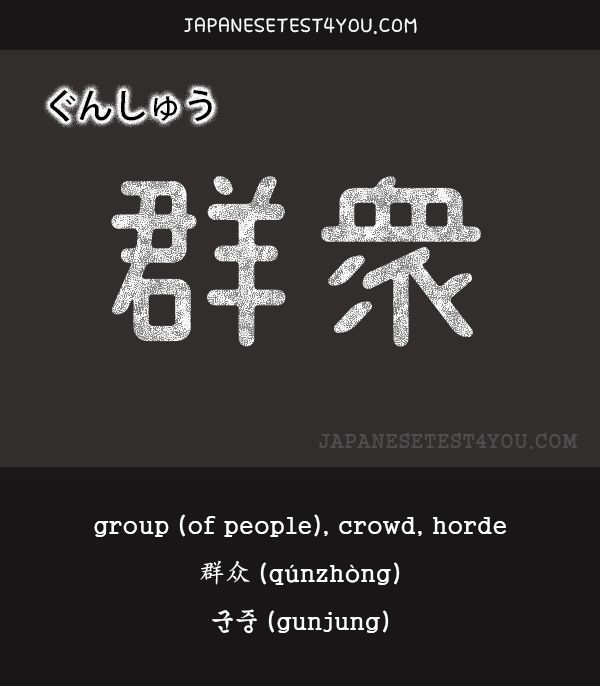 JAPANESETEST4YOU.COM
ぐんしゅう
群衆
JAPANESETEST4YOU.COM
group (of people), crowd, horde
群众 (qúnzhòng)
군중 (gunjung)